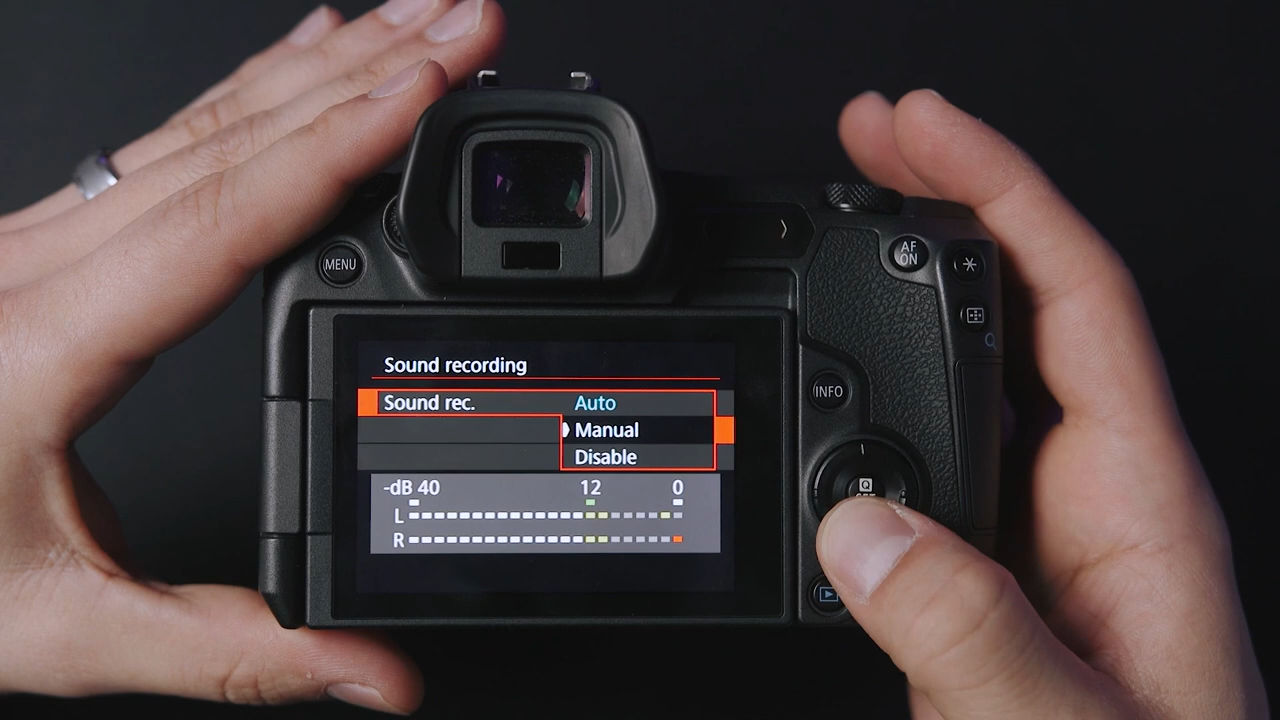 MENU
AF
ON
Sound recording
Sound rec.
Auto
Manual
Disable
INFO
-dB 40 12 0
L
R
Q